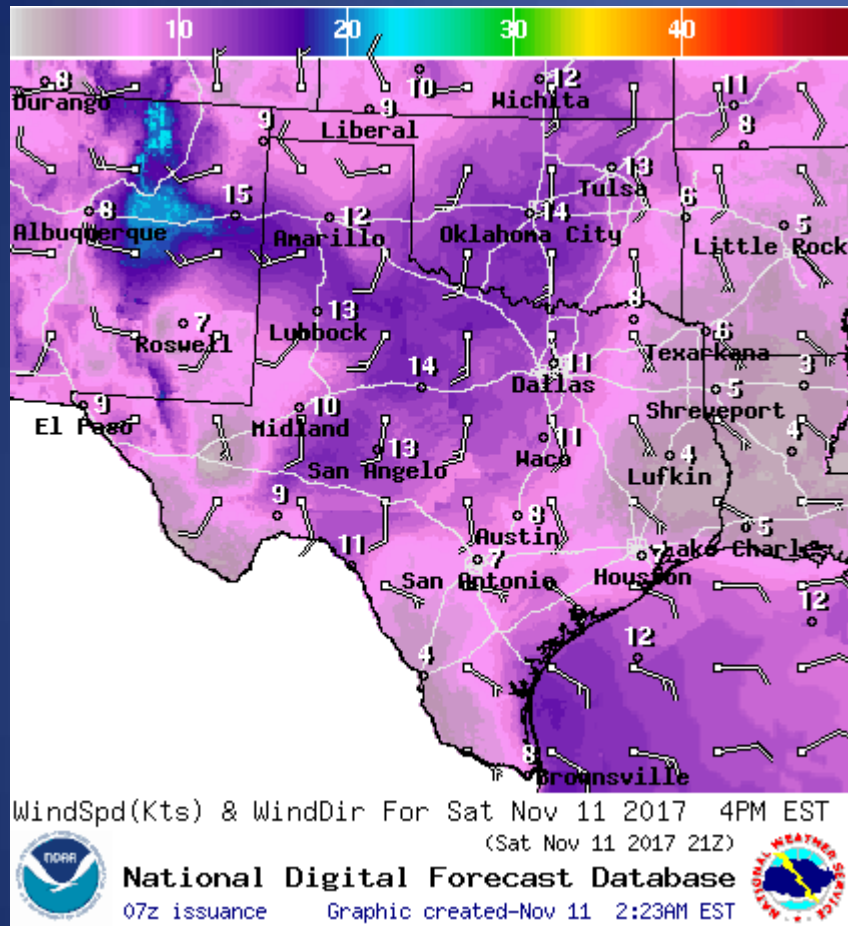 10 20 30 40
8 10 12 11
Durango Wichita
9 Liberal
9 8
13
Tulsa
8 15 12 14 6 5
Albuquerque Amarillo Oklahoma City Little Rock
7 13 8
Roswell Lubbock 6
Texarkana
14 11 3
Dallas 5
9 10 Shreveport
El Paso Midland
13 11 4 4
San Angelo Waco Lufkin
9 8 5
Austin
11 7 7 Lake Charles
San Antonio Houston
12
12
4
8
Brownsville
WindSpd(Kts) & WindDir For Sat Nov 11 2017 4PM EST
(Sat Nov 11 2017 21Z)
NOAA
National Digital Forecast Database
07z issuance Graphic created-Nov 11 2:23AM EST
NATIONAL WEATHER SERVICE